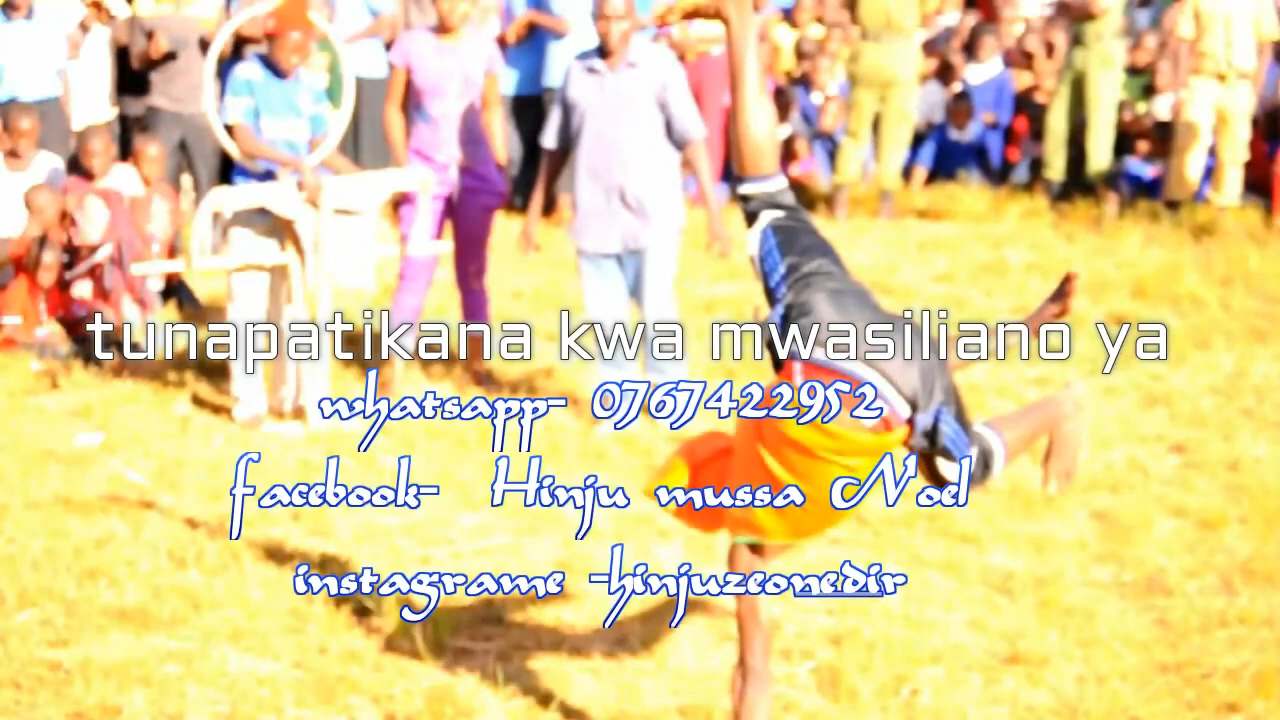 tunapatikana kwa mwasiliano ya
whatsapp- 0767422952
facebook- Hinju mussa Noel
instagrame -hinjuzeonedir